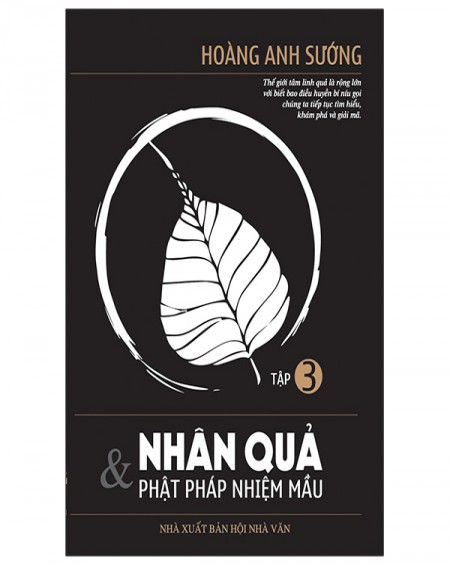 HOÀNG ANH SƯỚNG
Thế giới tâm linh quả là rộng lớn
với biết bao điều huyền bí níu gọi
chúng ta tiếp tục tìm hiểu,
khám phá và giải mã.
TẬP 3
NHÂN QUẢ
& PHẬT PHÁP NHIỆM MẦU
NHÀ XUẤT BẢN HỘI NHÀ VĂN